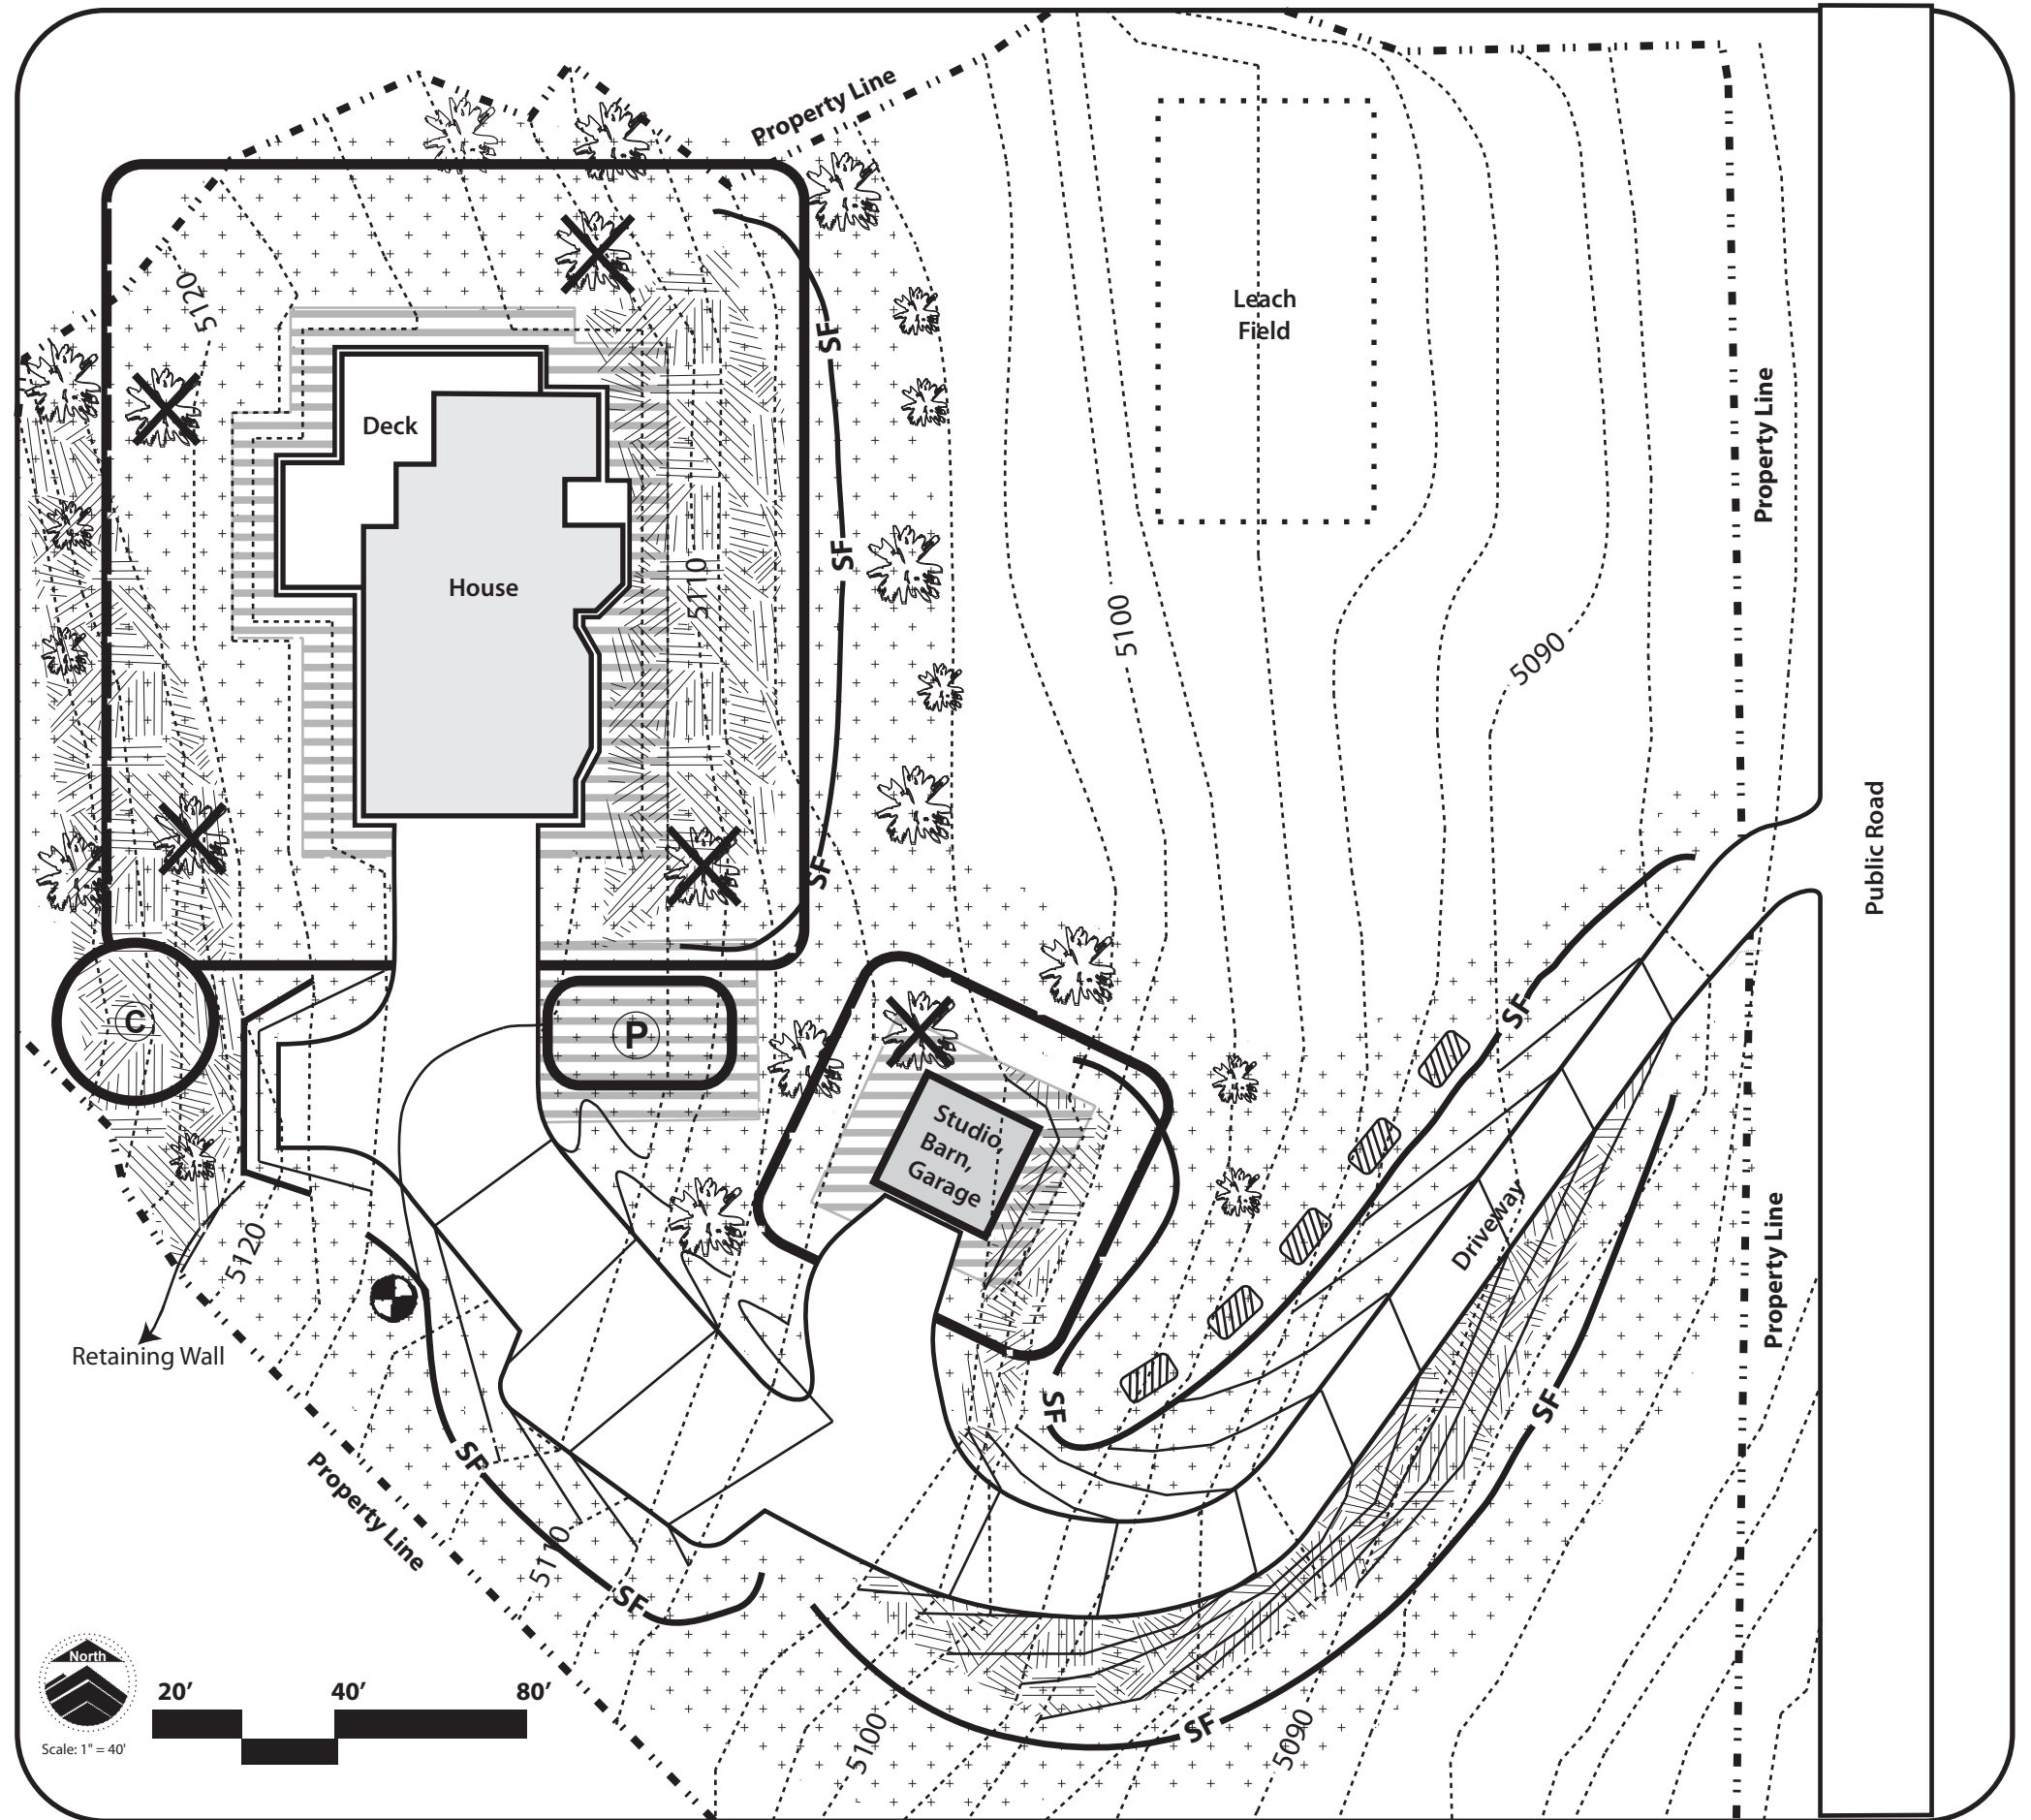 Property Line
5120
Leach
Field
Deck
SF
Property Line
House
SF
5110
5100
5090
Public Road
SF
C
P
SF
Studio,
Barn,
Garage
Driveway
Property Line
5120
Retaining Wall
SF
SF
SF
Property Line
5110
SF
North
20’
40’
80’
Scale: 1" = 40'
5100
SF
5090